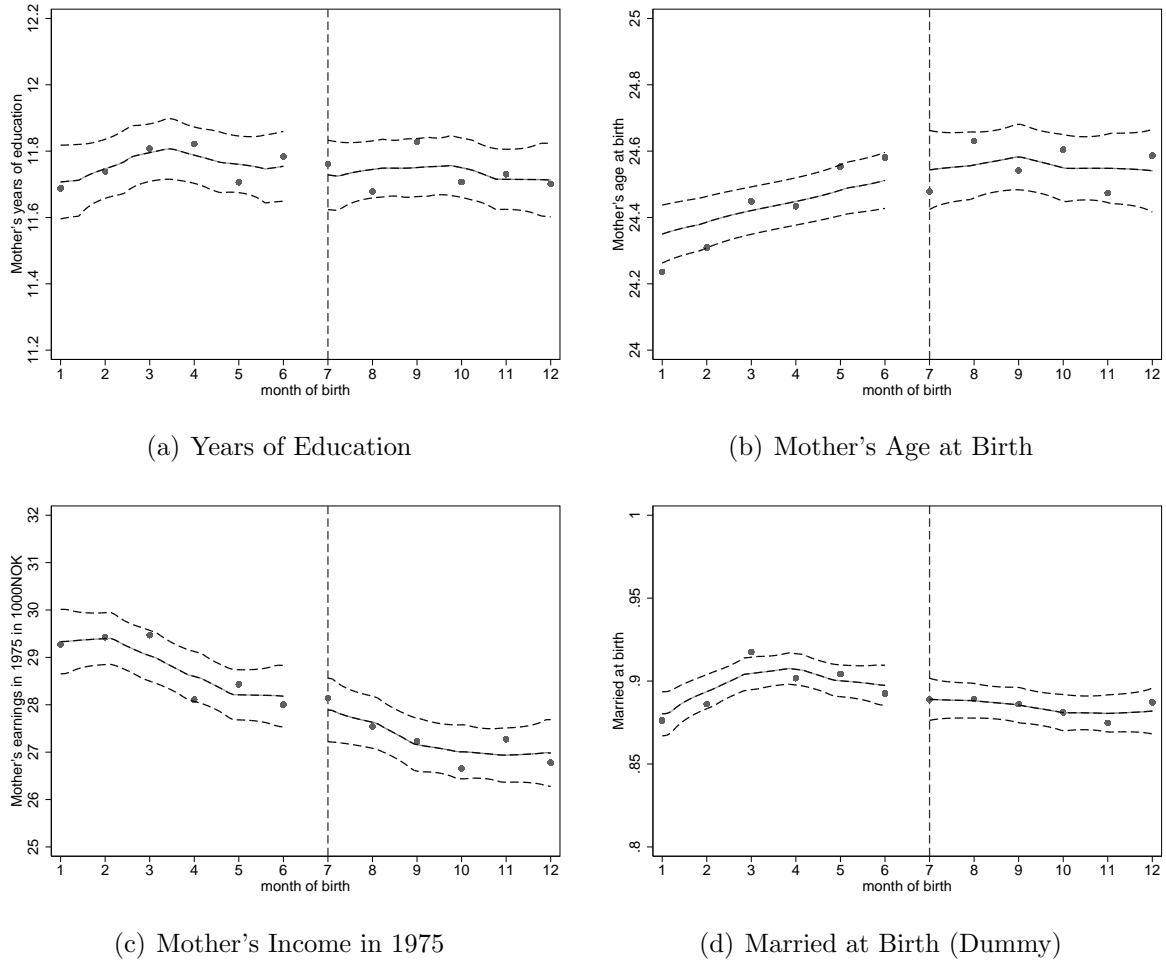 12.2
12
11.8
11.6
11.4
11.2
Mother's years of education
1 2 3 4 5 6 7 8 9 10 11 12
month of birth
(a) Years of Education
25
24.8
24.6
24.4
24.2
24
Mother's age at birth
1 2 3 4 5 6 7 8 9 10 11 12
month of birth
(b) Mother's Age at Birth
32
31
30
29
28
27
26
25
Mother's earnings in 1975 in 1000NOK
1 2 3 4 5 6 7 8 9 10 11 12
month of birth
(c) Mother's Income in 1975
1
.95
.9
.85
.8
Married at birth
1 2 3 4 5 6 7 8 9 10 11 12
month of birth
(d) Married at Birth (Dummy)